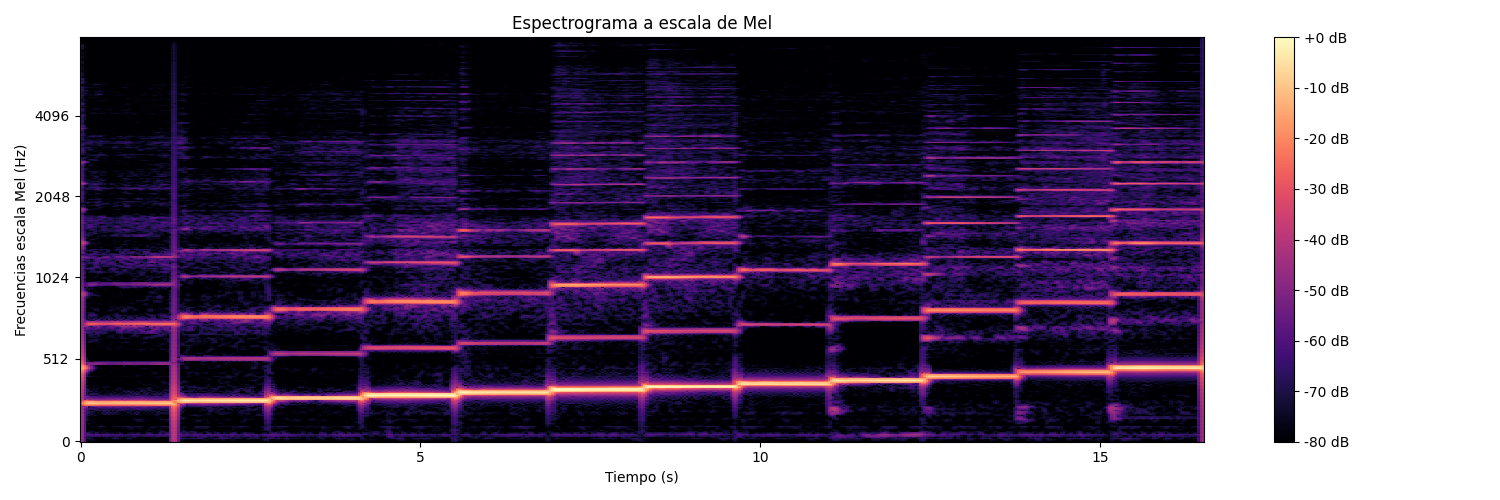 Espectrograma a escala de Mel
Frecuencias escala Mel (Hz)
4096
2048
1024
512
0
0
5
10
15
Tiempo (s)
+0 dB
-10 dB
-20 dB
-30 dB
-40 dB
-50 dB
-60 dB
-70 dB
-80 dB